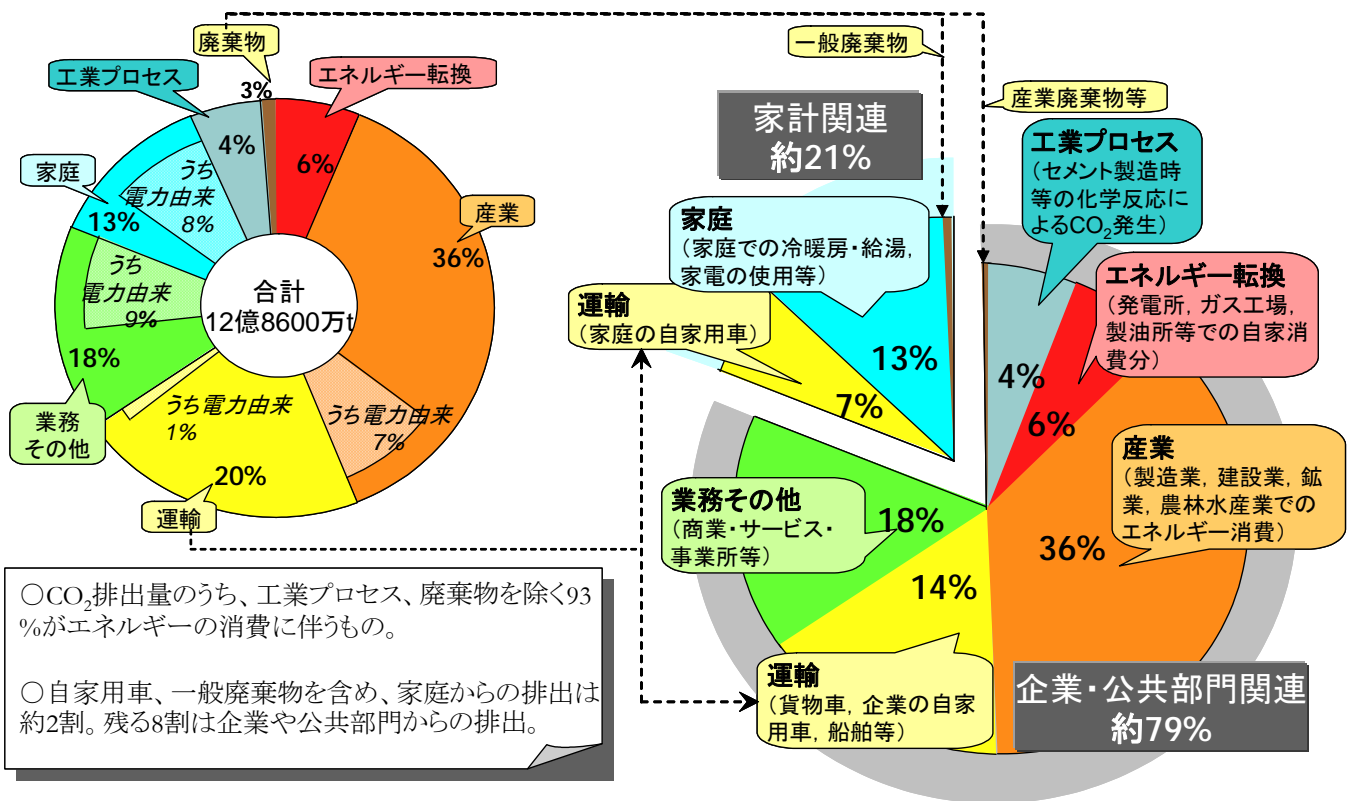 廃棄物
工業プロセス
3%
エネルギー転換
4%
6%
家庭
うち
電力由来
8%
13%
産業
36%
うち
電力由来
9%
合計
12億8600万t
18%
業務
その他
うち電力由来
1%
うち電力由来
7%
20%
運輸
一般廃棄物
産業廃棄物等
家計関連
約21%
工業プロセス
(セメント製造時
等の化学反応に
よるCO₂発生)
家庭
(家庭での冷暖房・給湯,
家電の使用等)
エネルギー転換
(発電所, ガス工場,
製油所等での自家消
費分)
運輸
(家庭の自家用車)
13%
7%
4%
6%
産業
(製造業, 建設業, 鉱
業, 農林水産業での
エネルギー消費)
業務その他
(商業・サービス・
事業所等)
18%
36%
14%
運輸
(貨物車, 企業の自家
用車, 船舶等)
企業・公共部門関連
約79%
○CO₂排出量のうち、工業プロセス、廃棄物を除く93
%がエネルギーの消費に伴うもの。
○自家用車、一般廃棄物を含め、家庭からの排出は
約2割。残る8割は企業や公共部門からの排出。